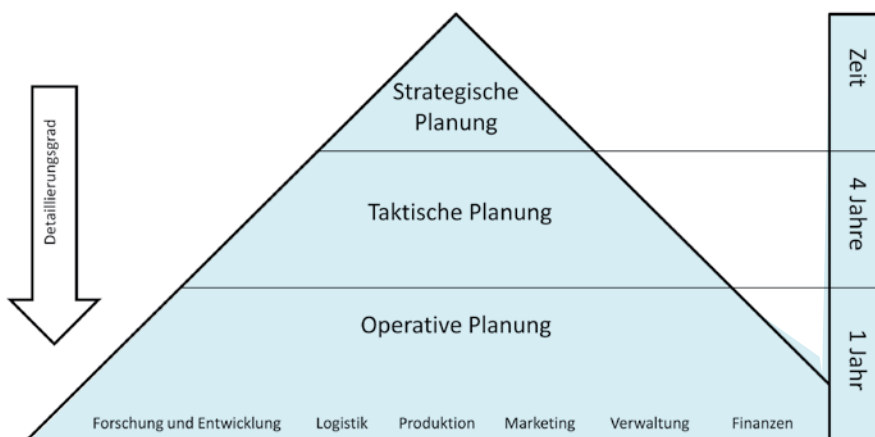 Strategische
Planung
Zeit
Detaillierungsgrad
Taktische Planung
4 Jahre
Operative Planung
1 Jahr
Forschung und Entwicklung Logistik Produktion Marketing Verwaltung Finanzen